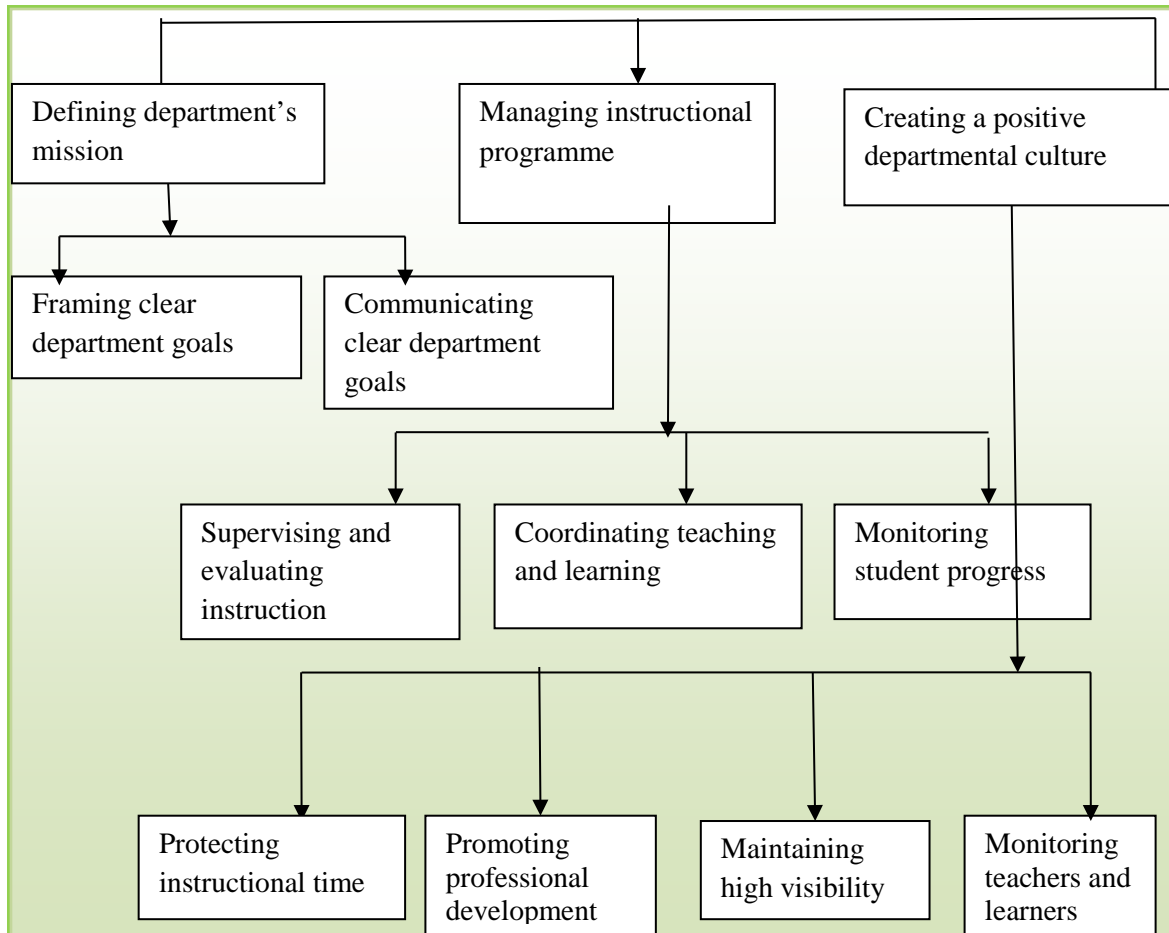 Defining department’s
mission
Managing instructional
programme
Creating a positive
departmental culture
Framing clear
department goals
Communicating
clear department
goals
Supervising and
evaluating
instruction
Coordinating teaching
and learning
Monitoring
student progress
Protecting
instructional time
Promoting
professional
development
Maintaining
high visibility
Monitoring
teachers and
learners